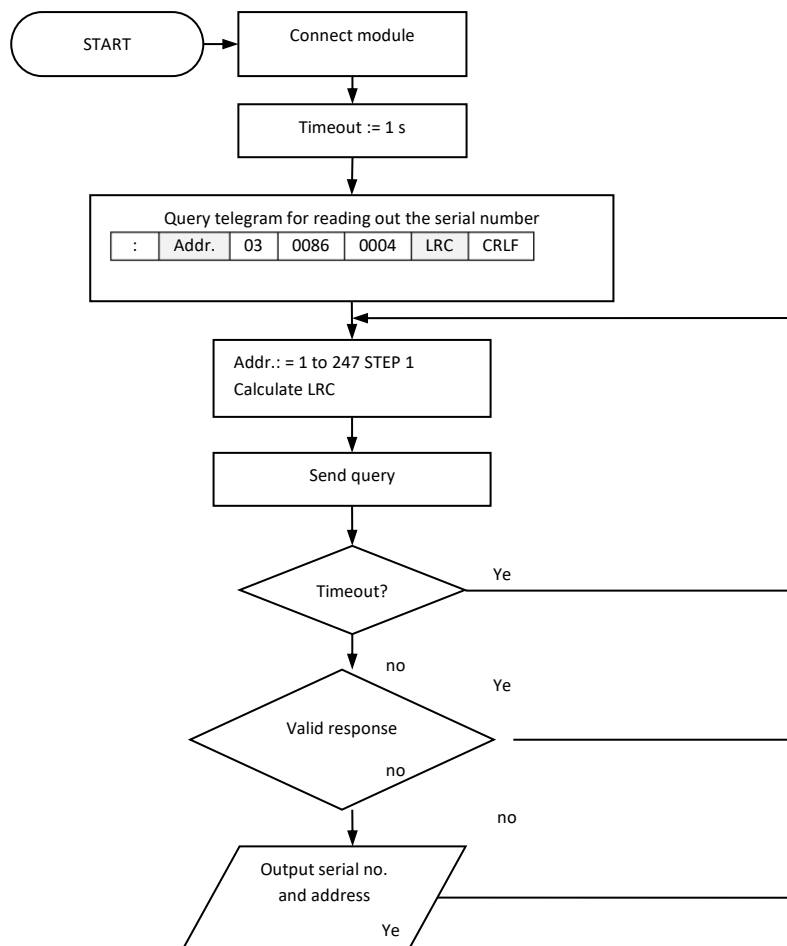 START
Connect module
Timeout := 1 s
Query telegram for reading out the serial number
: Addr. 03 0086 0004 LRC CRLF
Addr.: = 1 to 247 STEP 1
Calculate LRC
Send query
Timeout?
Ye
no
Ye
Valid response
no
no
Output serial no.
and address
Ye